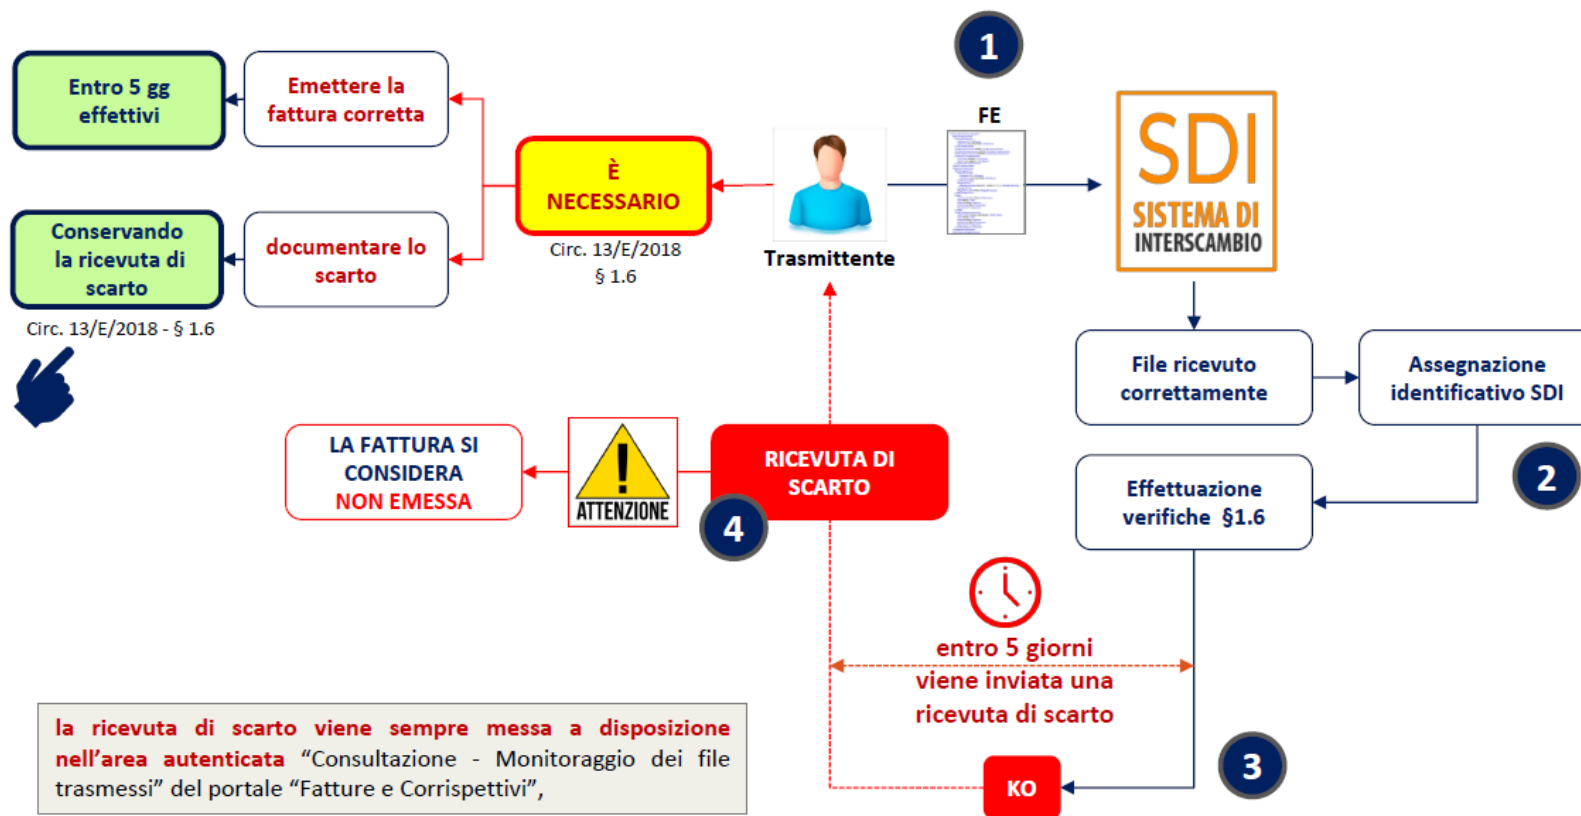 1
FE
SDI
SISTEMA DI
INTERSCAMBIO
Trasmittente
È
NECESSARIO
Circ. 13/E/2018
§ 1.6
Emettere la
fattura corretta
Entro 5 gg
effettivi
documentare lo
scarto
Conservando
la ricevuta di
scarto
Circ. 13/E/2018 - § 1.6
File ricevuto
correttamente
Assegnazione
identificativo SDI
2
Effettuazione
verifiche §1.6
3
KO
entro 5 giorni
viene inviata una
ricevuta di scarto
RICEVUTA DI
SCARTO
4
ATTENZIONE
LA FATTURA SI
CONSIDERA
NON EMESSA
la ricevuta di scarto viene sempre messa a disposizione
nell’area autenticata “Consultazione - Monitoraggio dei file
trasmessi” del portale “Fatture e Corrispettivi”,